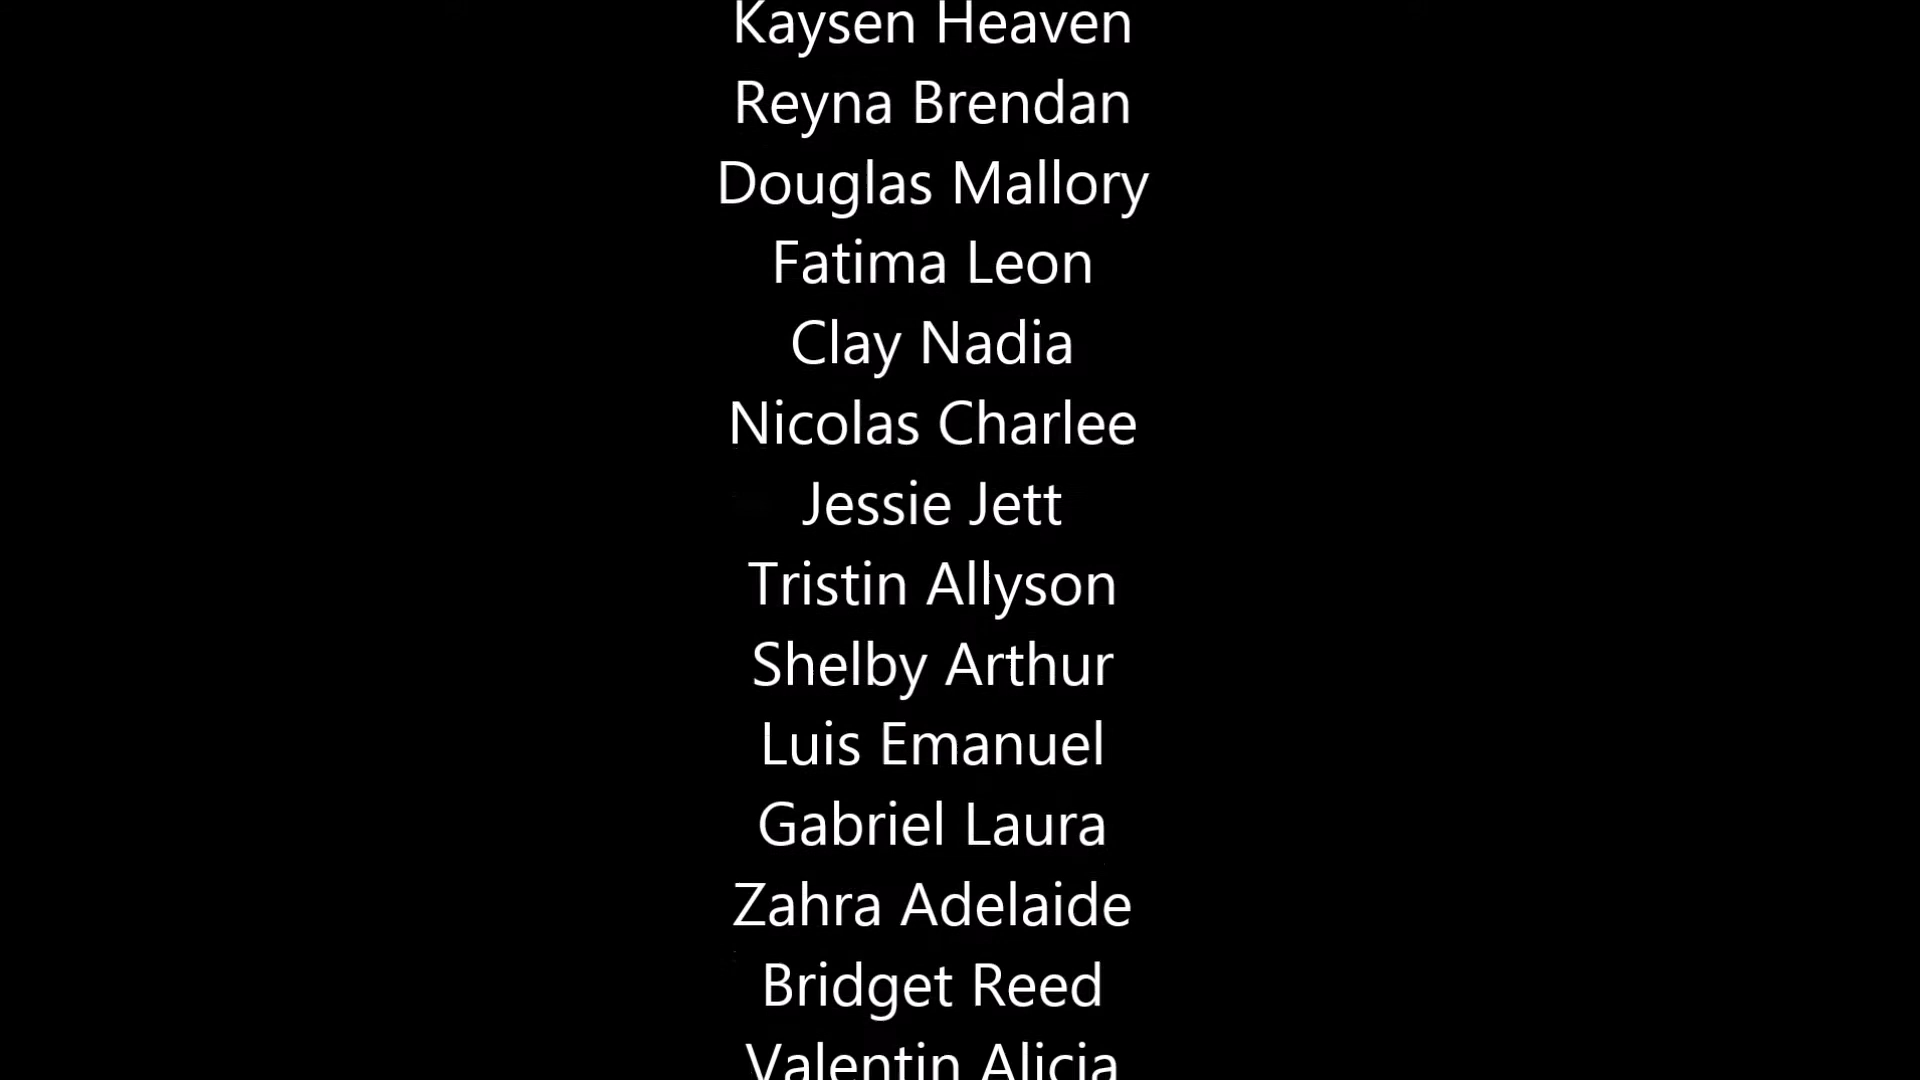 Kaysen Heaven
Reyna Brendan
Douglas Mallory
Fatima Leon
Clay Nadia
Nicolas Charlee
Jessie Jett
Tristin Allyson
Shelby Arthur
Luis Emanuel
Gabriel Laura
Zahra Adelaide
Bridget Reed
Valentin Alicia